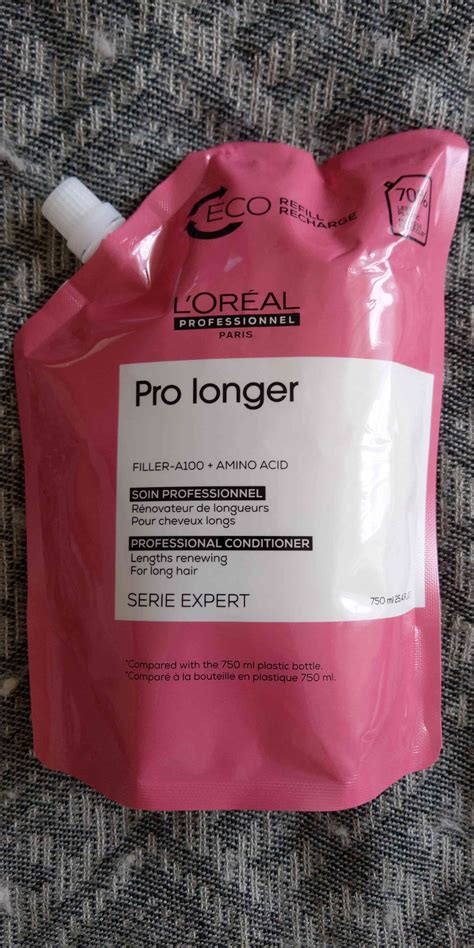 ECO REFILL
RECHARGE
70%
L'ORÉAL
PROFESSIONNEL
PARIS
Pro longer
FILLER-A100 + AMINO ACID
SOIN PROFESSIONNEL
Rénovateur de longueurs
Pour cheveux longs
PROFESSIONAL CONDITIONER
Lengths renewing
For long hair
SERIE EXPERT
750 ml
*Compared with the 750 ml plastic bottle.
*Comparé à la bouteille en plastique 750 ml.